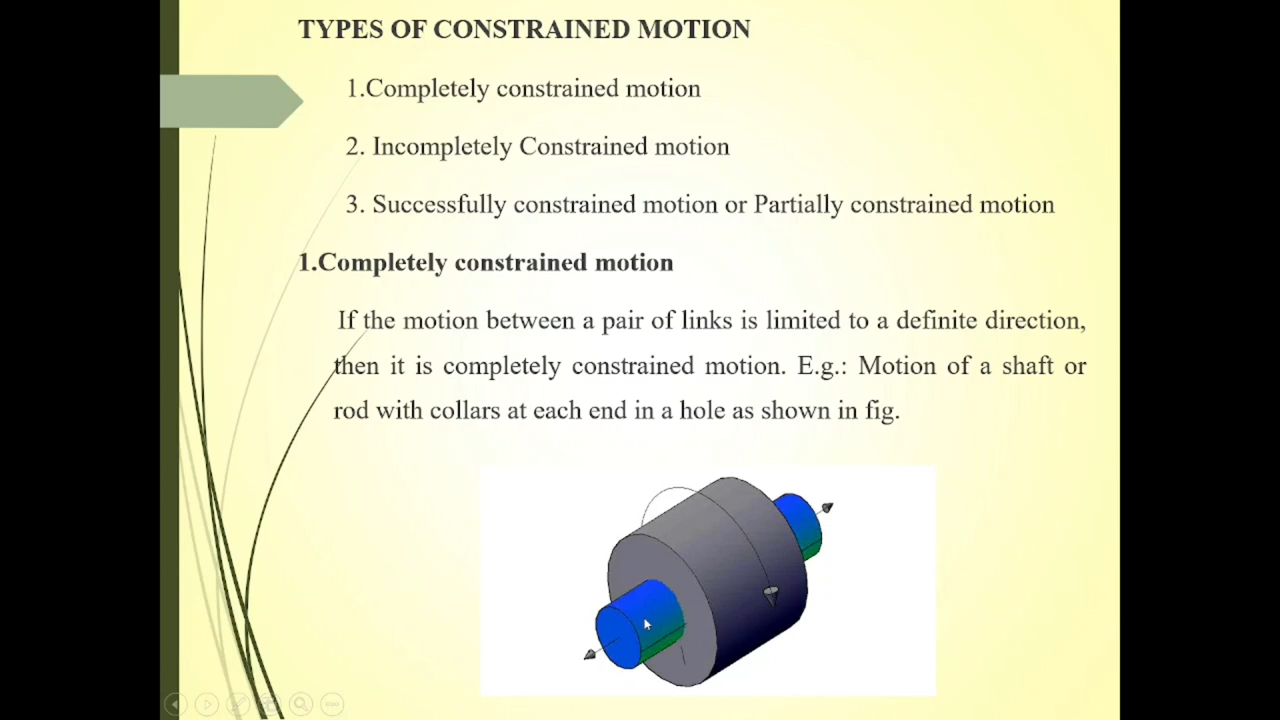 TYPES OF CONSTRAINED MOTION
1.Completely constrained motion
2. Incompletely Constrained motion
3. Successfully constrained motion or Partially constrained motion
1.Completely constrained motion
If the motion between a pair of links is limited to a definite direction,
then it is completely constrained motion. E.g.: Motion of a shaft or
rod with collars at each end in a hole as shown in fig.